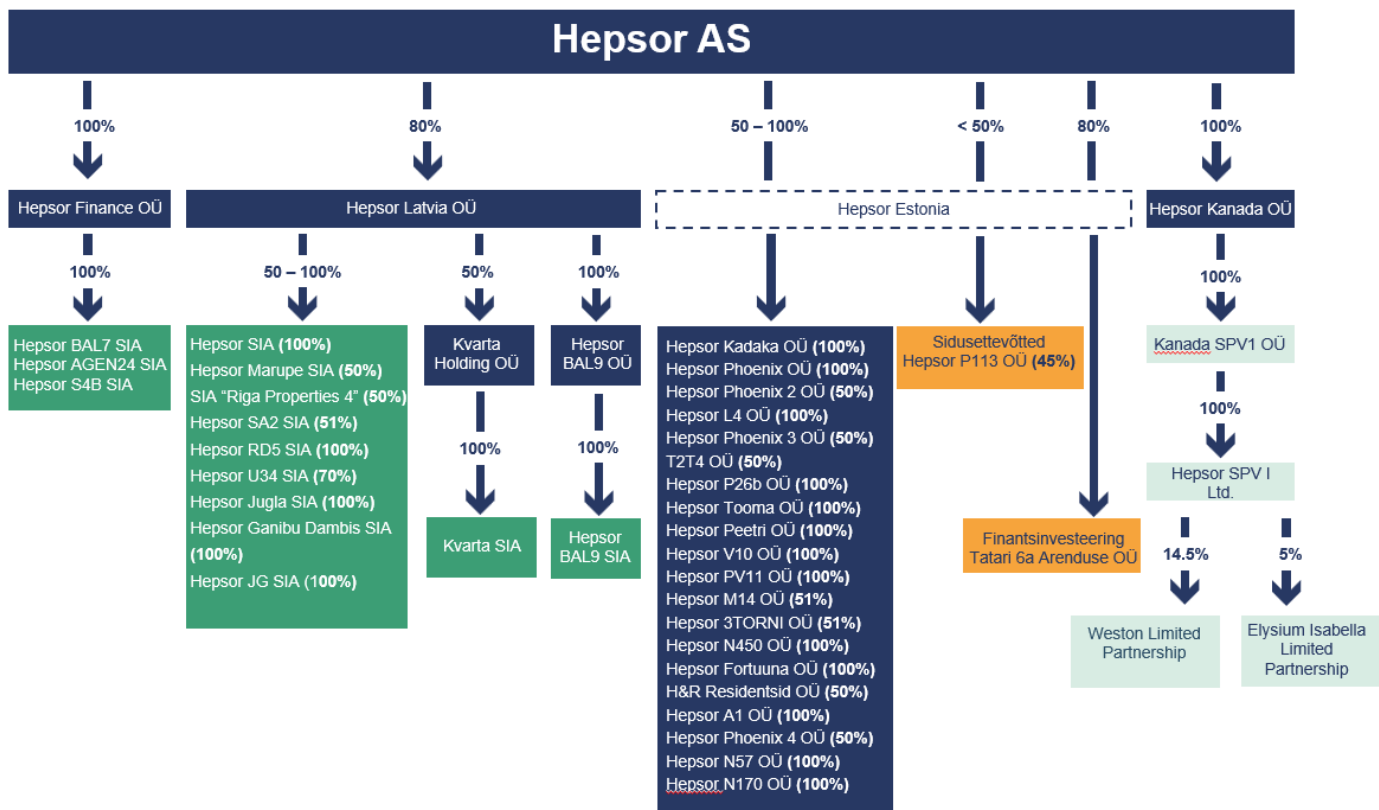 Hepsor AS
100%
80%
50 – 100%
< 50%
80%
100%
Hepsor Finance OÜ
Hepsor Latvia OÜ
Hepsor Estonia
Hepsor Kanada OÜ
100%
50 – 100%
50%
100%
100%
Hepsor BAL7 SIA
Hepsor AGEN24 SIA
Hepsor S4B SIA
Hepsor SIA (100%)
Hepsor Marupe SIA (50%)
SIA “Riga Properties 4” (50%)
Hepsor SA2 SIA (51%)
Hepsor RD5 SIA (100%)
Hepsor U34 SIA (70%)
Hepsor Jugla SIA (100%)
Hepsor Ganibu Dambis SIA
(100%)
Hepsor JG SIA (100%)
Kvarta
Holding OÜ
100%
Kvarta SIA
Hepsor
BAL9 OÜ
100%
Hepsor
BAL9 SIA
Hepsor Kadaka OÜ (100%)
Hepsor Phoenix OÜ (100%)
Hepsor Phoenix 2 OÜ (50%)
Hepsor L4 OÜ (100%)
Hepsor Phoenix 3 OÜ (50%)
T2T4 OÜ (50%)
Hepsor P26b OÜ (100%)
Hepsor Tooma OÜ (100%)
Hepsor Peetri OÜ (100%)
Hepsor V10 OÜ (100%)
Hepsor PV11 OÜ (100%)
Hepsor M14 OÜ (51%)
Hepsor 3TORNI OÜ (51%)
Hepsor N450 OÜ (100%)
Hepsor Fortuuna OÜ (100%)
H&R Residentsid OÜ (50%)
Hepsor A1 OÜ (100%)
Hepsor Phoenix 4 OÜ (50%)
Hepsor N57 OÜ (100%)
Hepsor N170 OÜ (100%)
Sidusettevõtted
Hepsor P113 OÜ (45%)
Finantsinvesteering
Tatari 6a Arenduse OÜ
Kanada SPV1 OÜ
100%
Hepsor SPV I
Ltd.
14.5%
5%
Weston Limited
Partnership
Elysium Isabella
Limited
Partnership